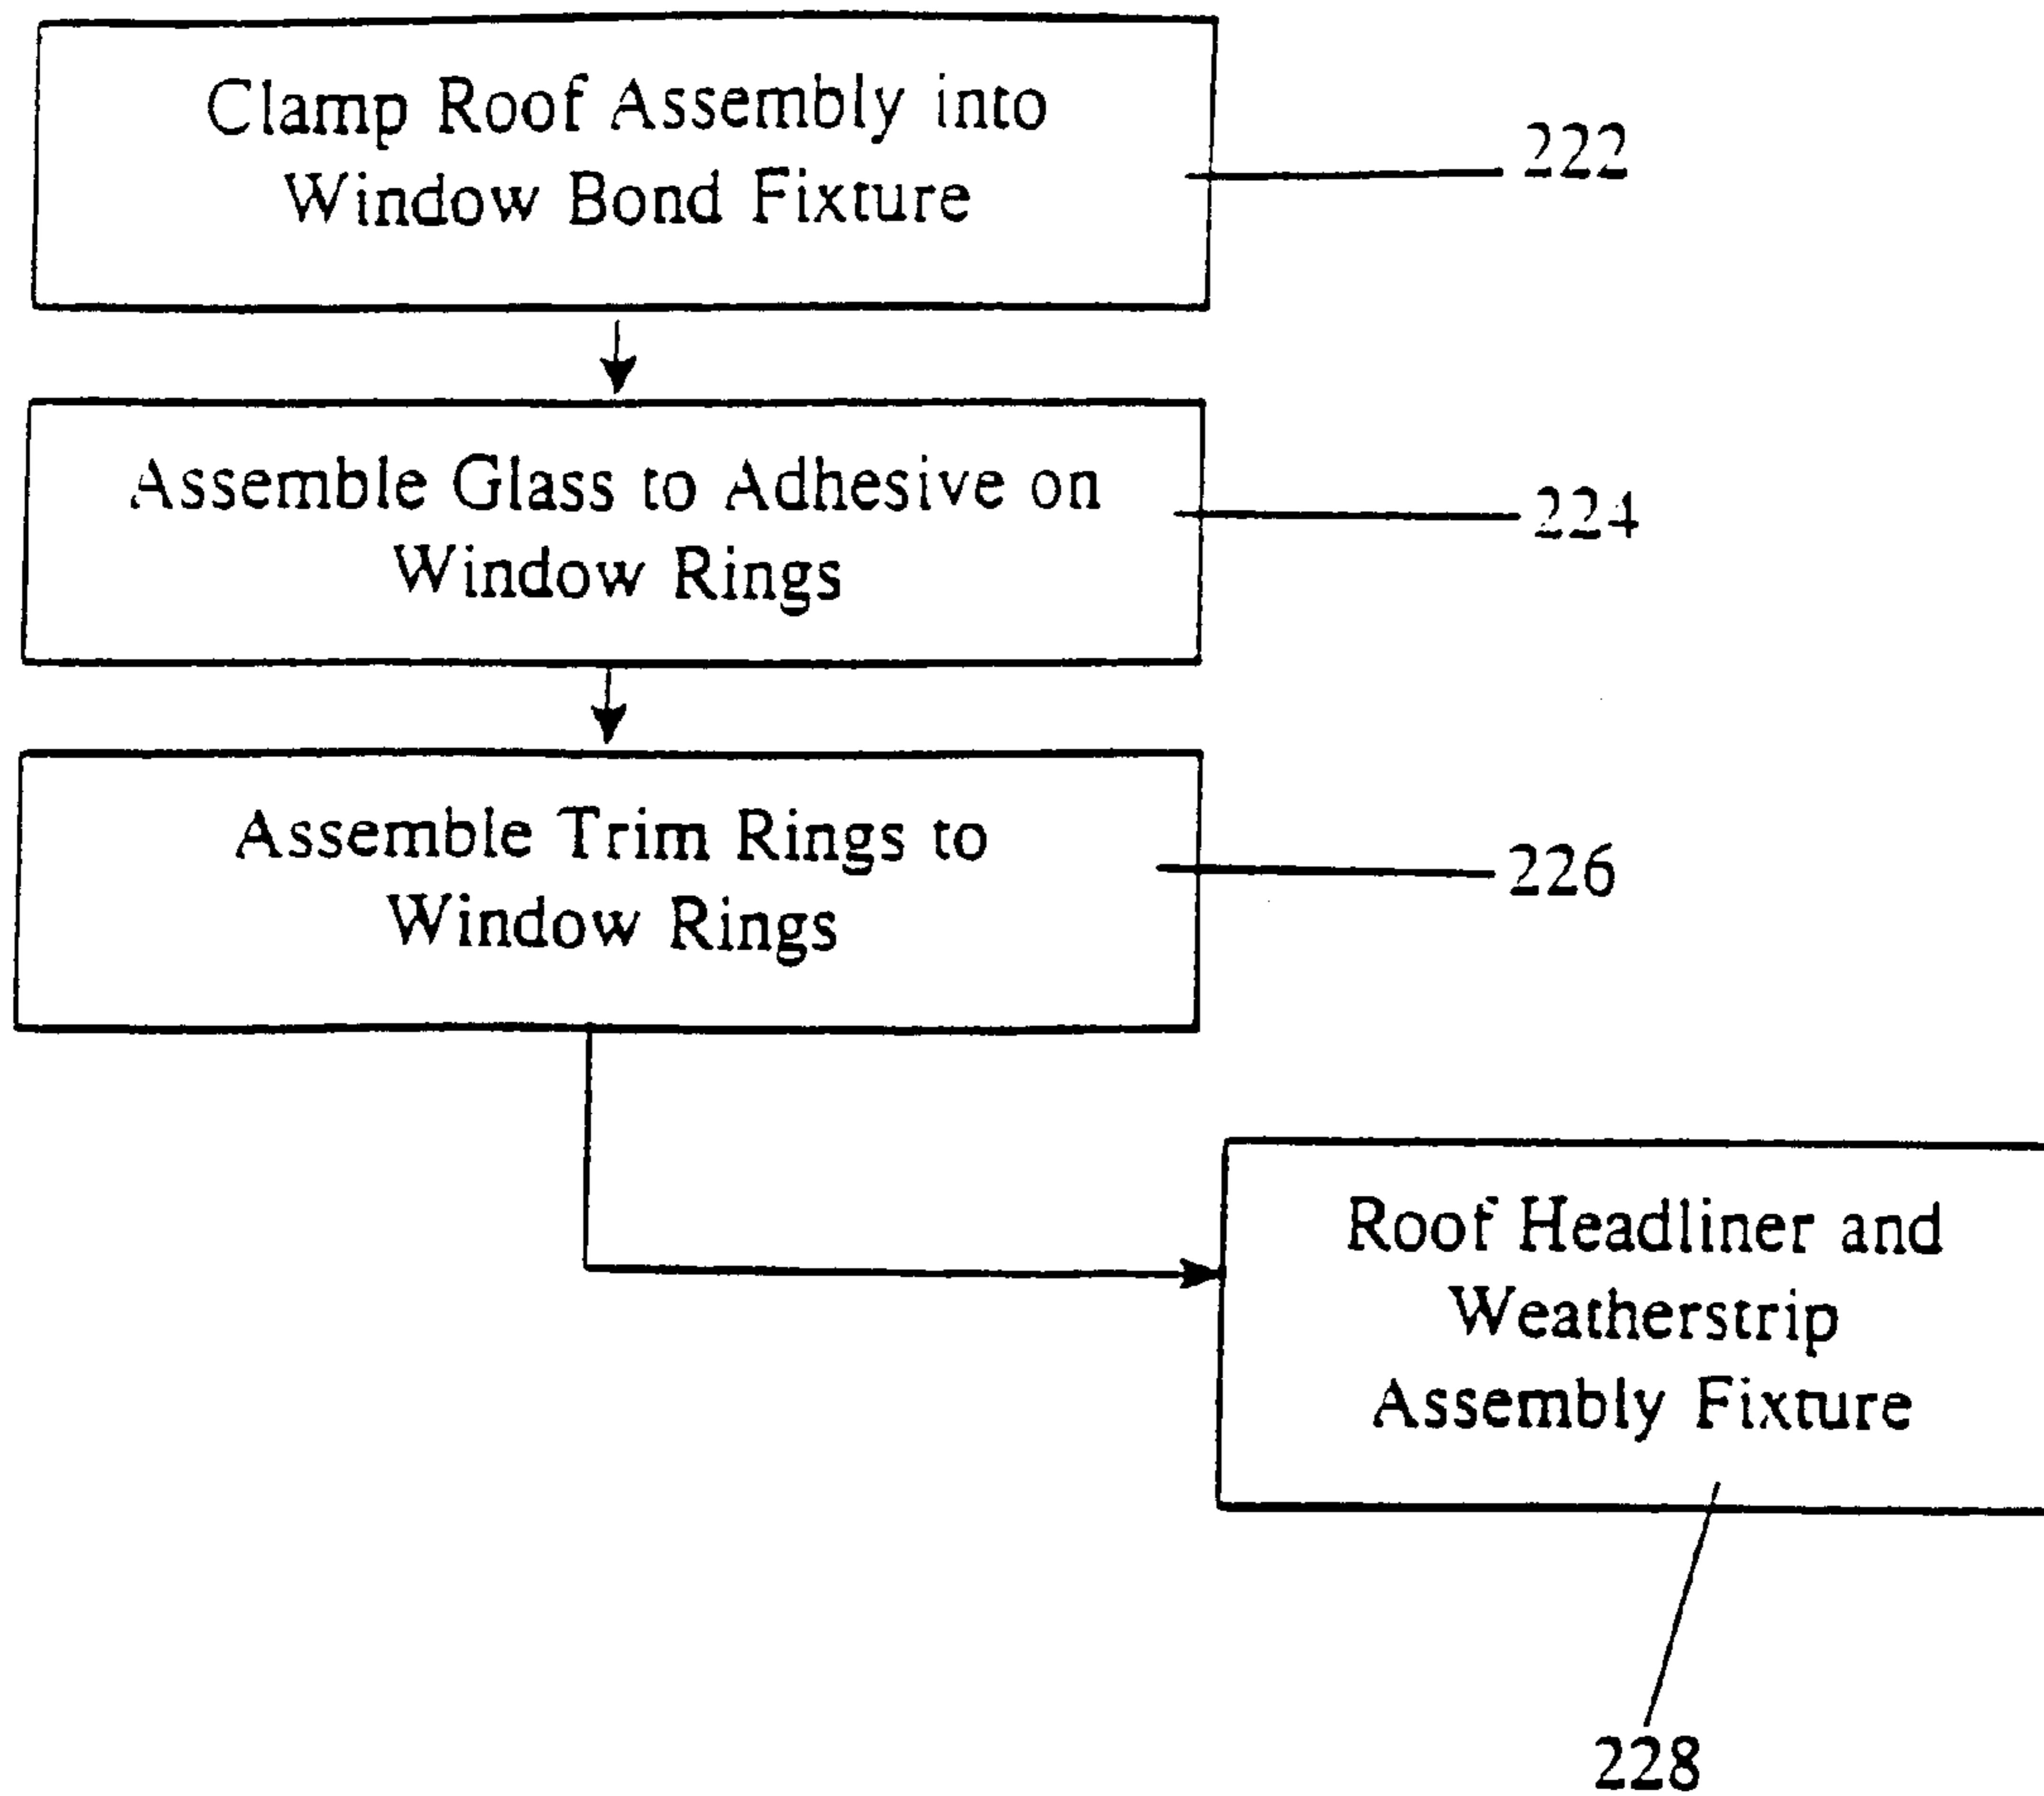 Clamp Roof Assembly into
Window Bond Fixture
222
Assemble Glass to Adhesive on
Window Rings
224
Assemble Trim Rings to
Window Rings
226
Roof Headliner and
Weatherstrip
Assembly Fixture
228